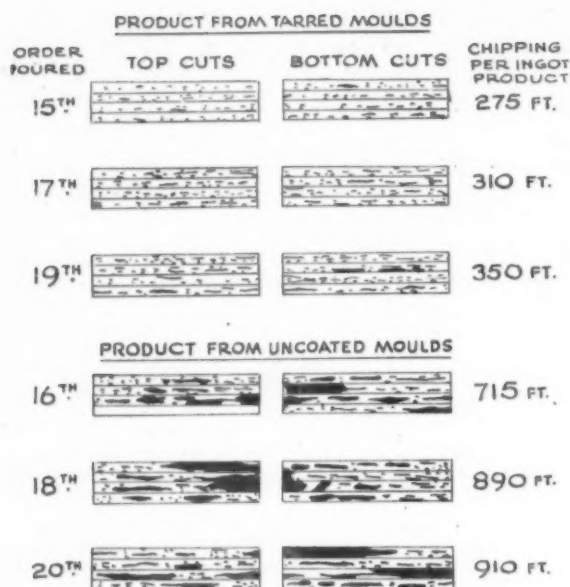 PRODUCT FROM TARRED MOULDS
ORDER POURED
TOP CUTS
BOTTOM CUTS
CHIPPING PER INGOT PRODUCT
15TH
275 FT.
17TH
310 FT.
19TH
350 FT.
PRODUCT FROM UNCOATED MOULDS
16TH
715 FT.
18TH
890 FT.
20TH
910 FT.